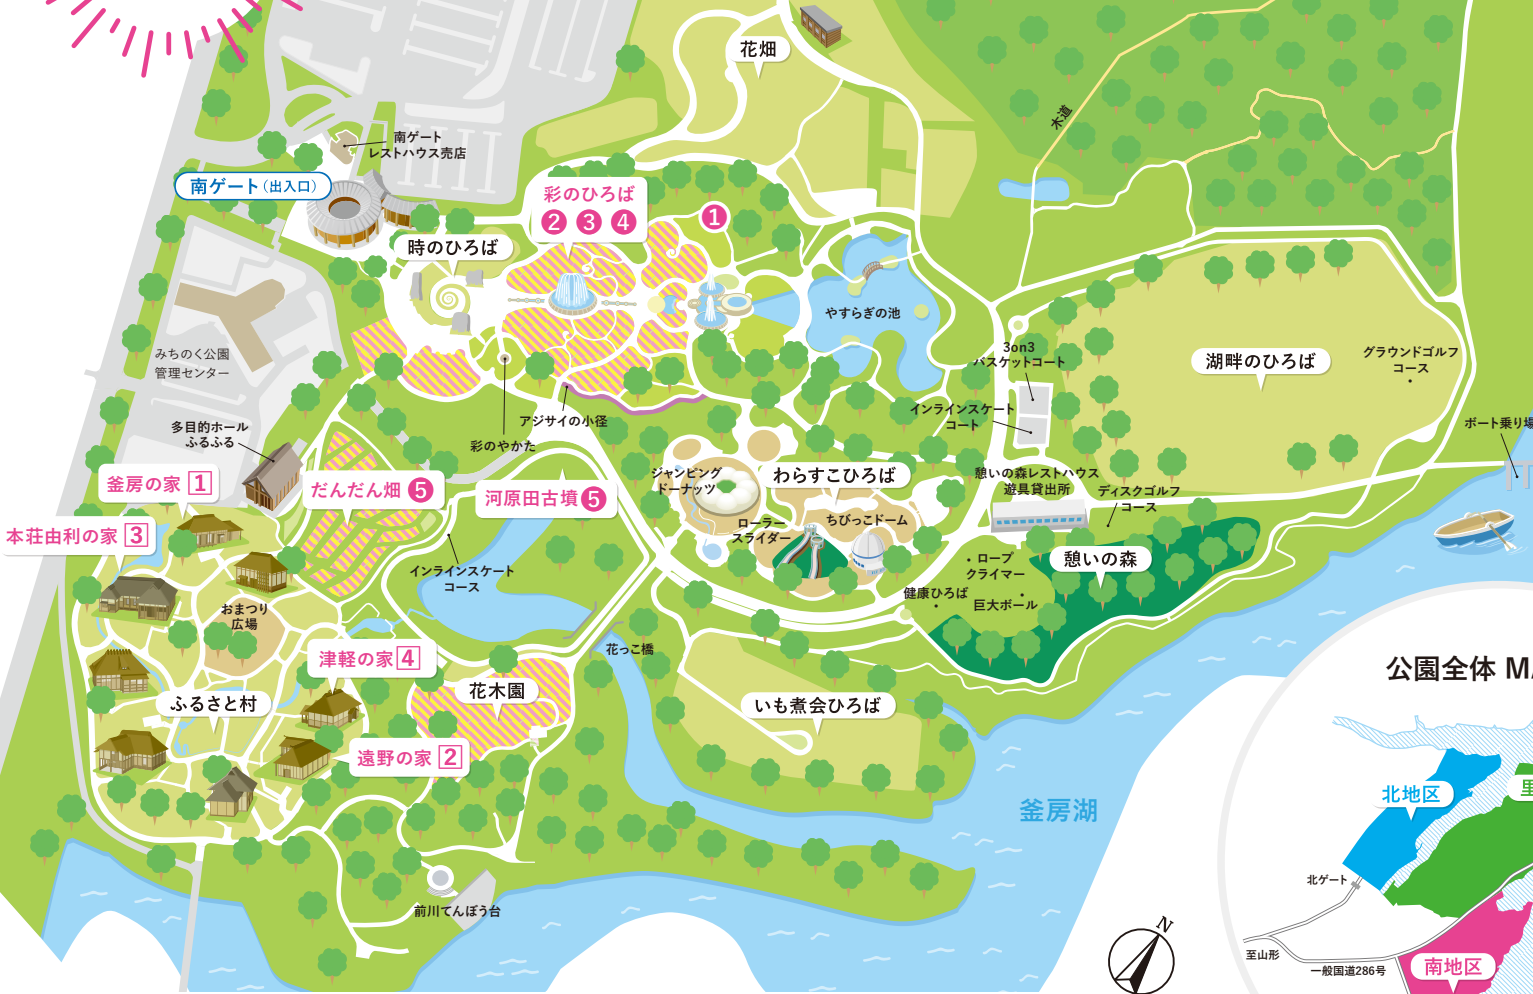 花畑
木道
南ゲート
レストハウス売店
南ゲート（出入口）
彩のひろば
2 3 4
1
時のひろば
やすらぎの池
みちのく公園
管理センター
3on3
バスケットコート
湖畔のひろば
グラウンドゴルフ
コース
インラインスケート
コート
アジサイの小径
彩のやかた
多目的ホール
ふるふる
ボート乗り場
釜房の家 1
だんだん畑 5
河原田古墳 5
ジャンピング
ドーナッツ
わらすこひろば
憩いの森レストハウス
遊具貸出所
ディスクゴルフ
コース
本荘由利の家 3
ローラー
スライダー
ちびっこドーム
インラインスケート
コース
ロープ
クライマー
憩いの森
健康ひろば
巨大ボール
おまつり
広場
津軽の家 4
花っこ橋
ふるさと村
花木園
いも煮会ひろば
遠野の家 2
釜房湖
前川てんぼう台
N
公園全体 MA
北地区
里
北ゲート
至山形
一般国道286号
南地区